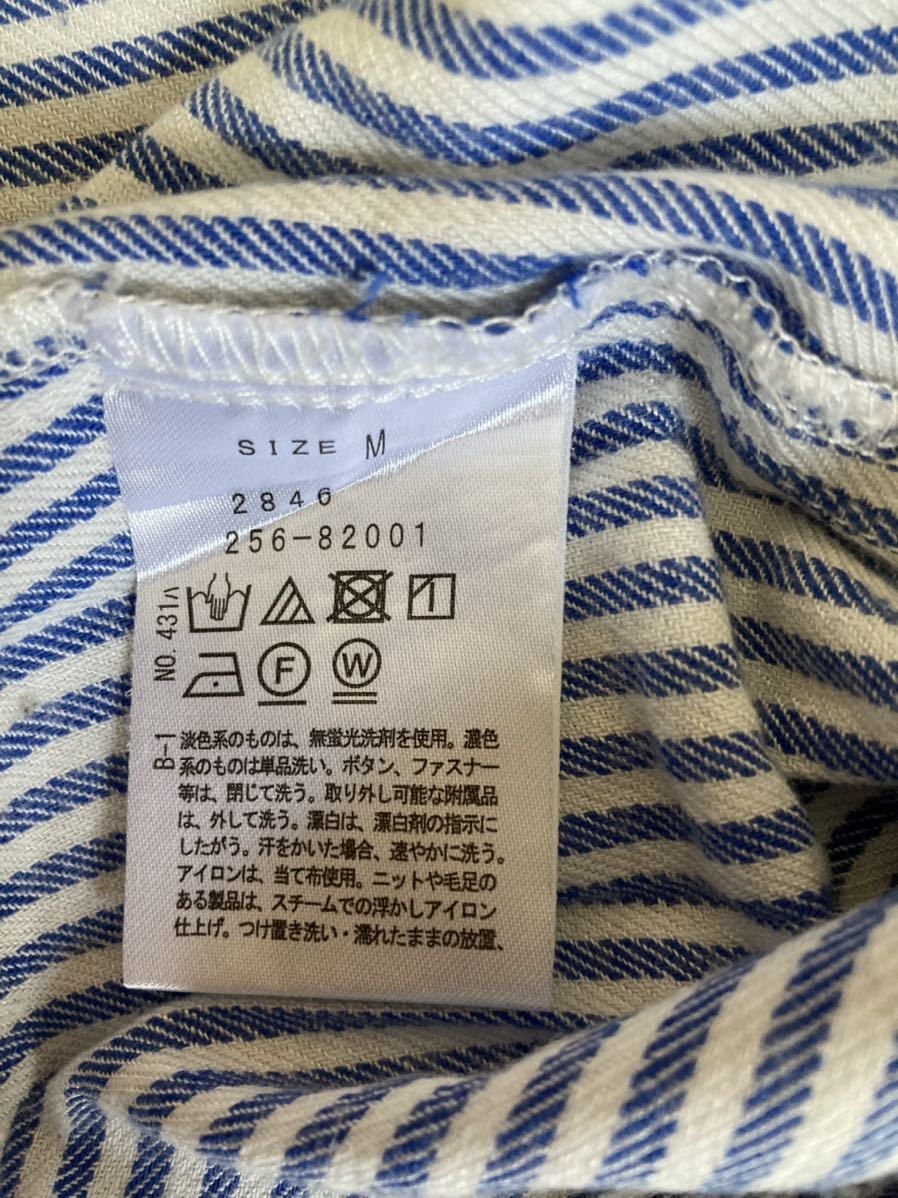 SIZE M
2846
256-82001
NO. 431
F
W
B-1
淡色系のものは、無蛍光洗剤を使用。濃色
系のものは単品洗い。ボタン、ファスナー
等は、閉じて洗う。取り外し可能な附属品
は、外して洗う。漂白は、漂白剤の指示に
したがう。汗をかいた場合、速やかに洗う。
アイロンは、当て布使用。ニットや毛足の
ある製品は、スチームでの浮かしアイロン
仕上げ。つけ置き洗い・濡れたままの放置、